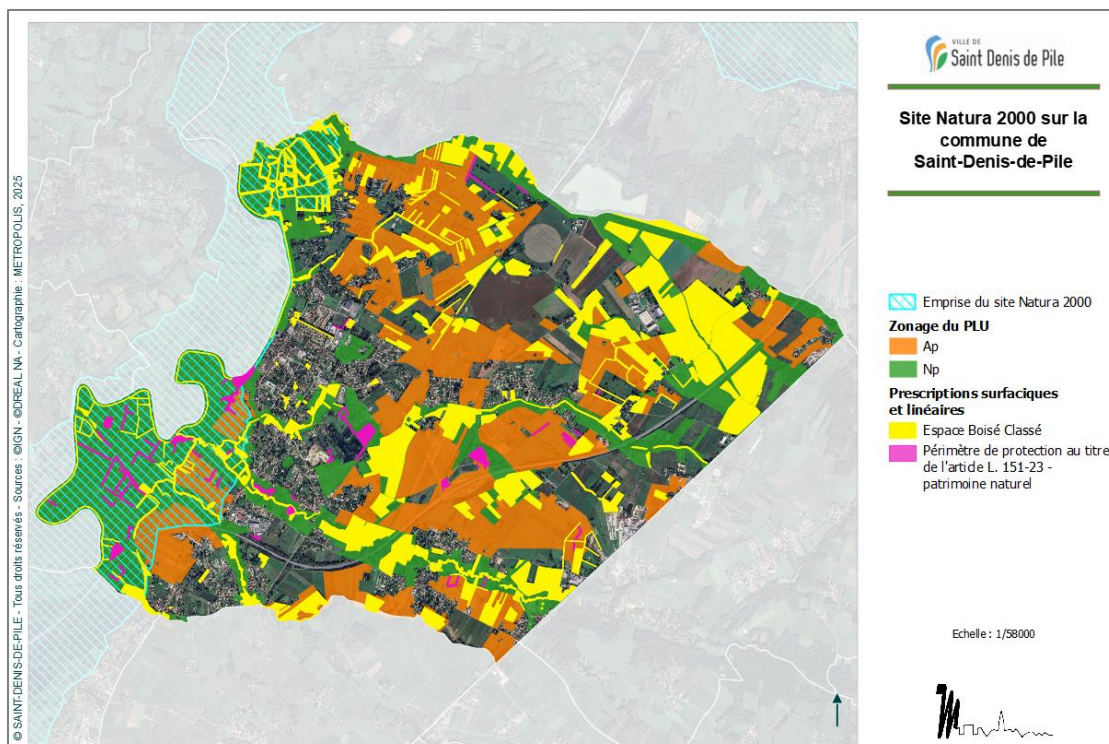 VILLE DE
Saint Denis de Pile
Site Natura 2000 sur la
commune de
Saint-Denis-de-Pile
Emprise du site Natura 2000
Zonage du PLU
Ap
Np
Prescriptions surfaciques
et linéaires
Espace Boisé Classé
Périmètre de protection au titre
de l'article L. 151-23 -
patrimoine naturel
Echelle : 1/58000
© SAINT-DENIS-DE-PILE - Tous droits réservés - Sources : ©IGN - ©DREAL NA - Cartographie : METROPOLIS, 2025